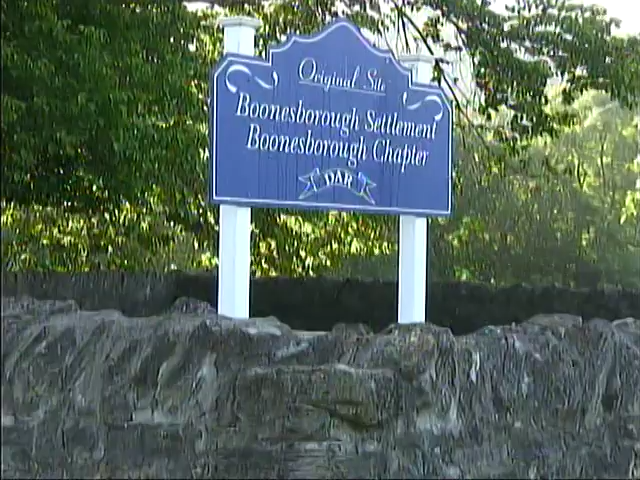 Original Site
Boonesborough Settlement
Boonesborough Chapter
DAR